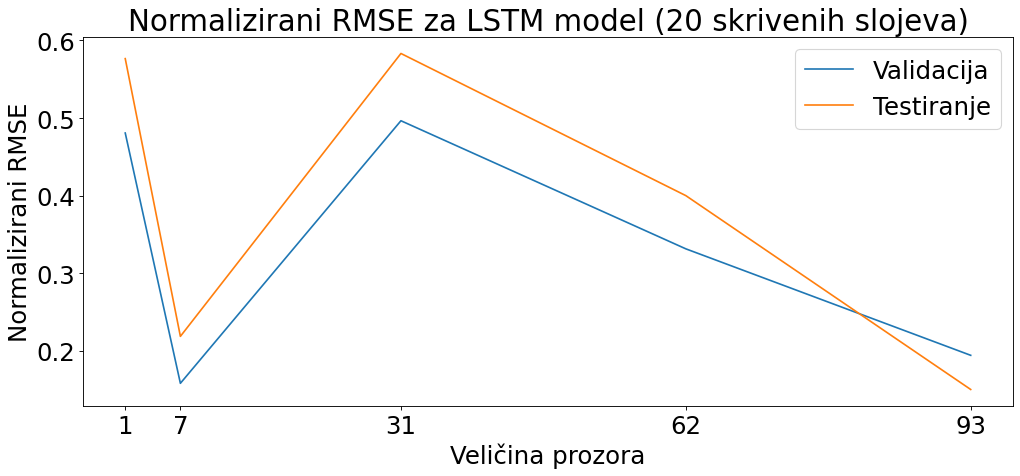 Normalizirani RMSE za LSTM model (20 skrivenih slojeva)
Normalizirani RMSE
0.6
0.5
0.4
0.3
0.2
Validacija
Testiranje
1 7 31 62 93
Veličina prozora